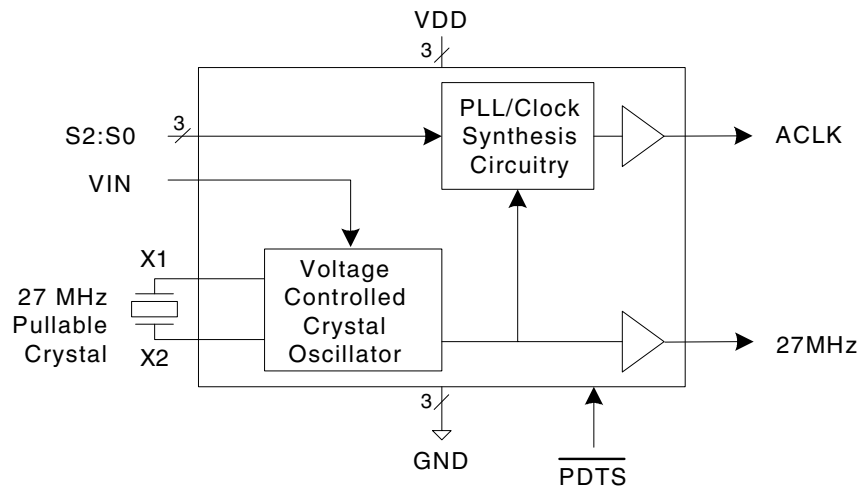 VDD
3
PLL/Clock
Synthesis
Circuitry
S2:S0
3
ACLK
VIN
X1
27 MHz
Pullable
Crystal
X2
Voltage
Controlled
Crystal
Oscillator
27MHz
3
GND
PDTS